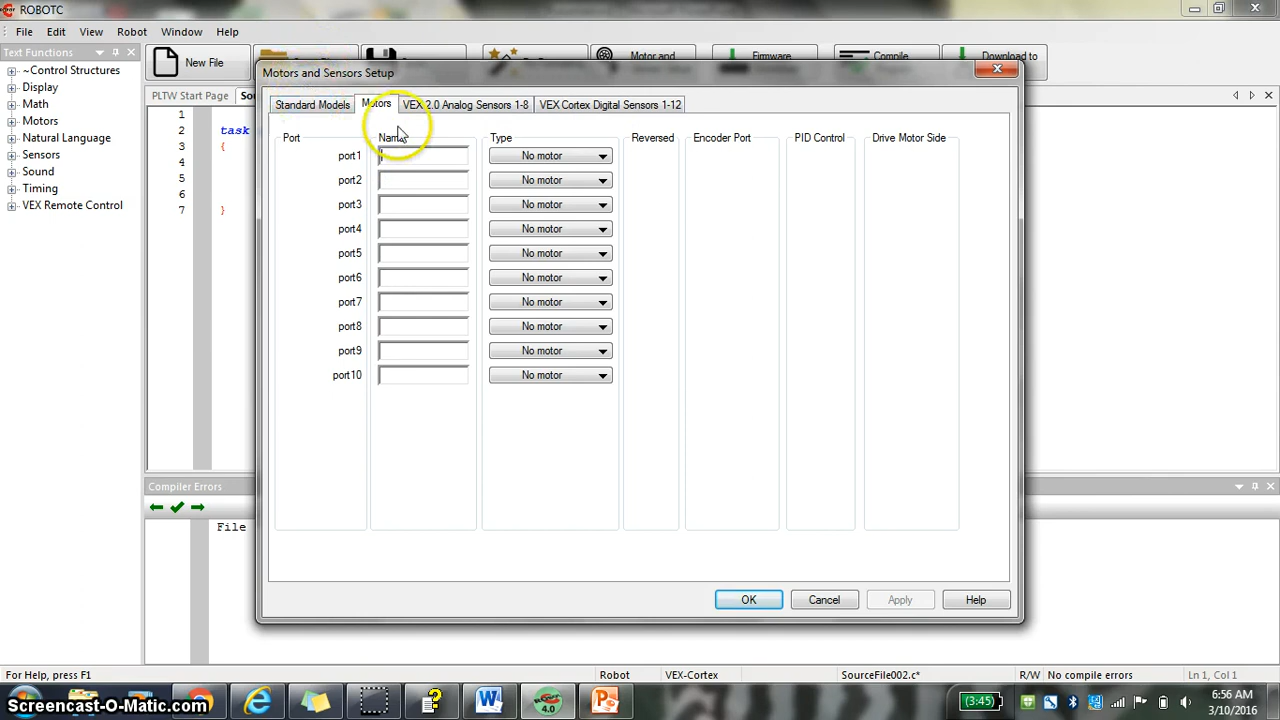 ROBOTC
File Edit View Robot Window Help
Text Functions
New File
Motor and
Firmware
Compile
Download to
Motors and Sensors Setup
~Control Structures
Display
Math
Motors
Natural Language
Sensors
Sound
Timing
VEX Remote Control
PLTW Start Page
Standard Models Motors VEX 2.0 Analog Sensors 1-8 VEX Cortex Digital Sensors 1-12
1
2 task
3 {
4
5
6
7 }
Port Name Type Reversed Encoder Port PID Control Drive Motor Side
port1 No motor
port2 No motor
port3 No motor
port4 No motor
port5 No motor
port6 No motor
port7 No motor
port8 No motor
port9 No motor
port10 No motor
Compiler Errors
File
OK Cancel Apply Help
For Help, press F1 Robot VEX-Cortex SourceFile002.c* R/W No compile errors Ln 1, Col 1
Screencast-O-Matic.com
4.0
(3:45)
6:56 AM
3/10/2016